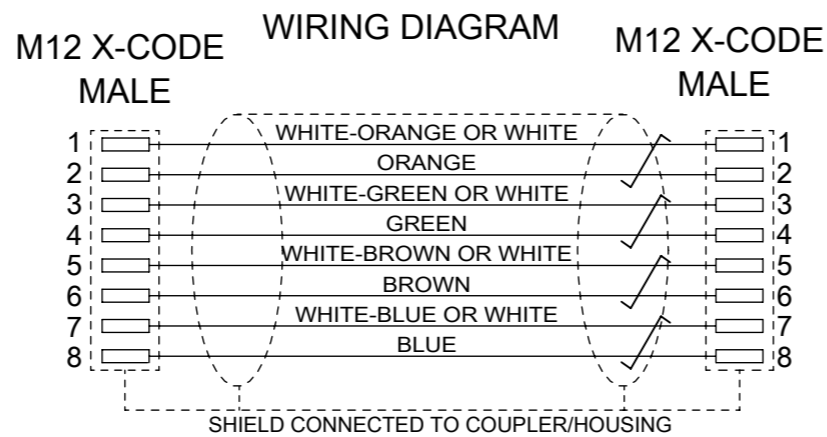 WIRING DIAGRAM
M12 X-CODE
MALE
M12 X-CODE
MALE
1 WHITE-ORANGE OR WHITE 1
2 ORANGE 2
3 WHITE-GREEN OR WHITE 3
4 GREEN 4
5 WHITE-BROWN OR WHITE 5
6 BROWN 6
7 WHITE-BLUE OR WHITE 7
8 BLUE 8
SHIELD CONNECTED TO COUPLER/HOUSING